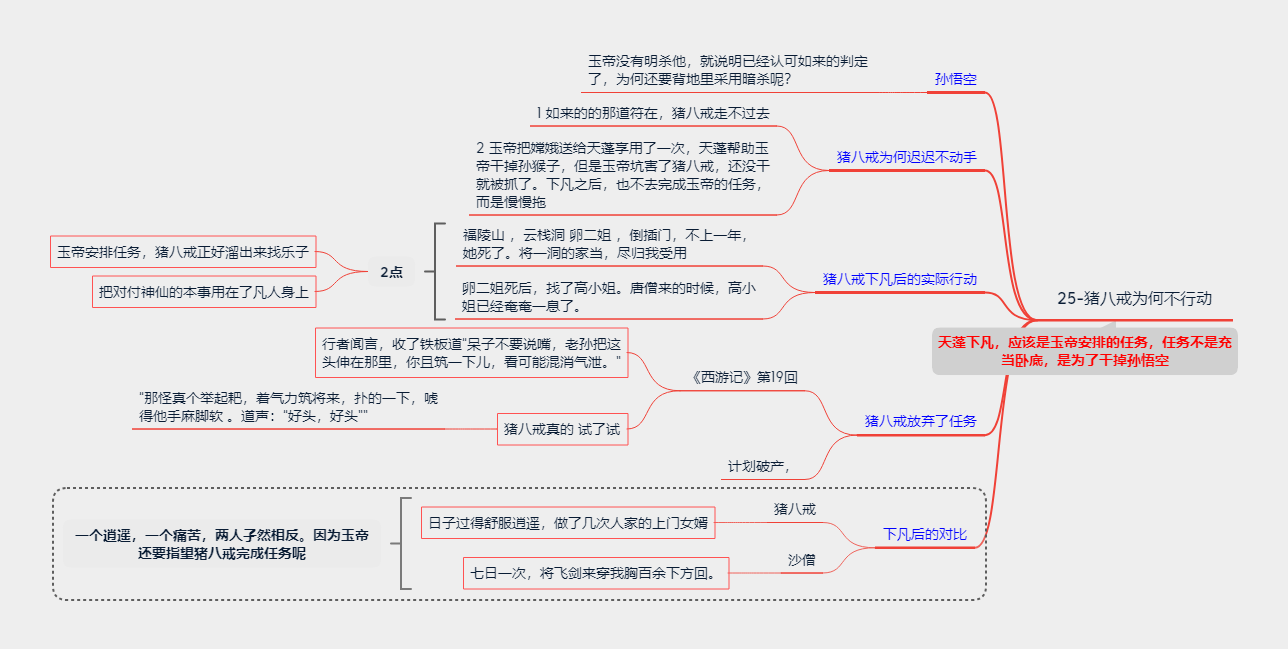 25-猪八戒为何不行动
天蓬下凡，应该是玉帝安排的任务，任务不是充
当卧底，是为了干掉孙悟空
孙悟空
玉帝没有明杀他，就说明已经认可如来的判定
了，为何还要背地里采用暗杀呢？
猪八戒为何迟迟不动手
1 如来的的那道符在，猪八戒走不过去
2 玉帝把嫦娥送给天蓬享用了一次，天蓬帮助玉
帝干掉孙猴子，但是玉帝坑害了猪八戒，还没干
就被抓了。下凡之后，也不去完成玉帝的任务，
而是慢慢拖
猪八戒下凡后的实际行动
福陵山 ，云栈洞 卯二姐 ，倒插门，不上一年，
她死了。将一洞的家当，尽归我受用
卵二姐死后，找了高小姐。唐僧来的时候，高小
姐已经奄奄一息了。
2点
玉帝安排任务，猪八戒正好溜出来找乐子
把对付神仙的本事用在了凡人身上
猪八戒放弃了任务
《西游记》第19回
行者闻言，收了铁板道"呆子不要说嘴，老孙把这
头伸在那里，你且筑一下儿，看可能混消气泄。"
猪八戒真的 试了试
"那怪真个举起耙，着气力筑将来，扑的一下，唬
得他手麻脚软 。道声："好头，好头""
计划破产，
下凡后的对比
猪八戒
日子过得舒服逍遥，做了几次人家的上门女婿
沙僧
七日一次，将飞剑来穿我胸百余下方回。
一个逍遥，一个痛苦，两人孑然相反。因为玉帝
还要指望猪八戒完成任务呢